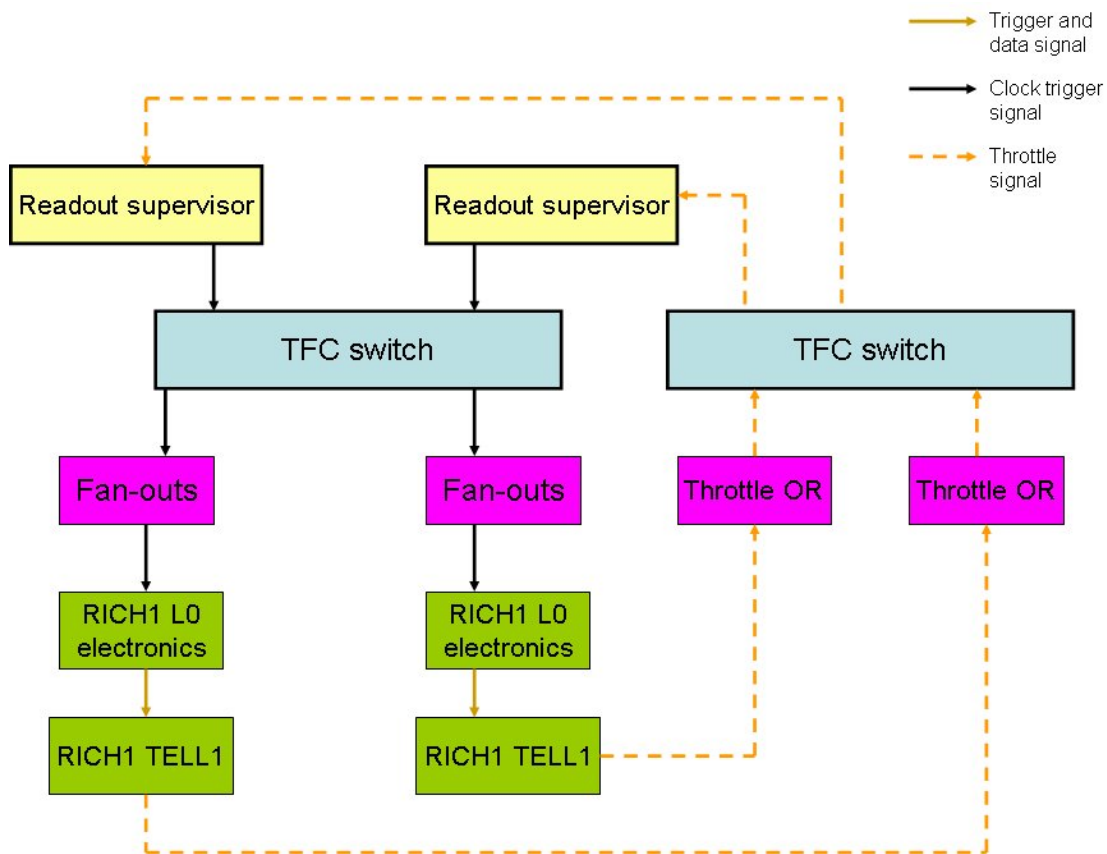 Trigger and
data signal
Clock trigger
signal
Throttle
signal
Readout supervisor
Readout supervisor
TFC switch
TFC switch
Fan-outs
Fan-outs
Throttle OR
Throttle OR
RICH1 L0
electronics
RICH1 L0
electronics
RICH1 TELL1
RICH1 TELL1